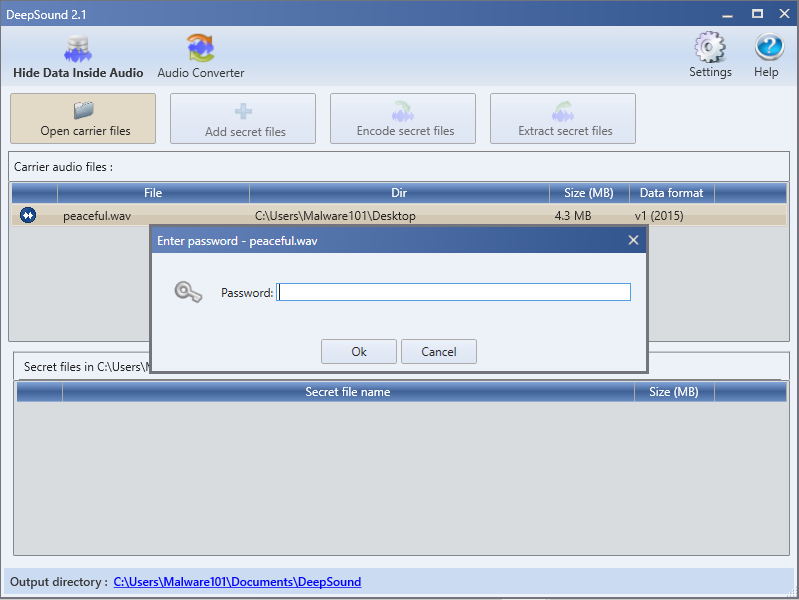 DeepSound 2.1
Hide Data Inside Audio Audio Converter Settings Help
Open carrier files Add secret files Encode secret files Extract secret files
Carrier audio files :
File Dir Size (MB) Data format
peaceful.wav C:\Users\Malware101\Desktop 4.3 MB v1 (2015)
Enter password - peaceful.wav
Password:
Ok Cancel
Secret files in C:\Users\
Secret file name Size (MB)
Output directory : C:\Users\Malware101\Documents\DeepSound